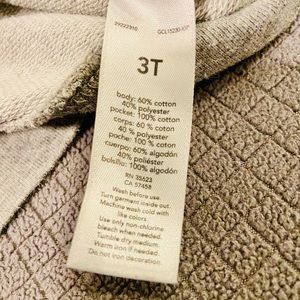 29222310
3T
body: 60% cotton
40% polyester
pocket: 100% cotton
corps: 60 % coton
40 % polyester
poche: 100 % coton
cuerpo: 60% algodón
40% poliéster
bolsillo: 100% algodón
RN 35623
CA 57458
Wash before use.
Turn garment inside out.
Machine wash cold with
like colors.
Use only non-chlorine
bleach when needed.
Tumble dry medium.
Warm iron if needed.
Do not iron decoration.